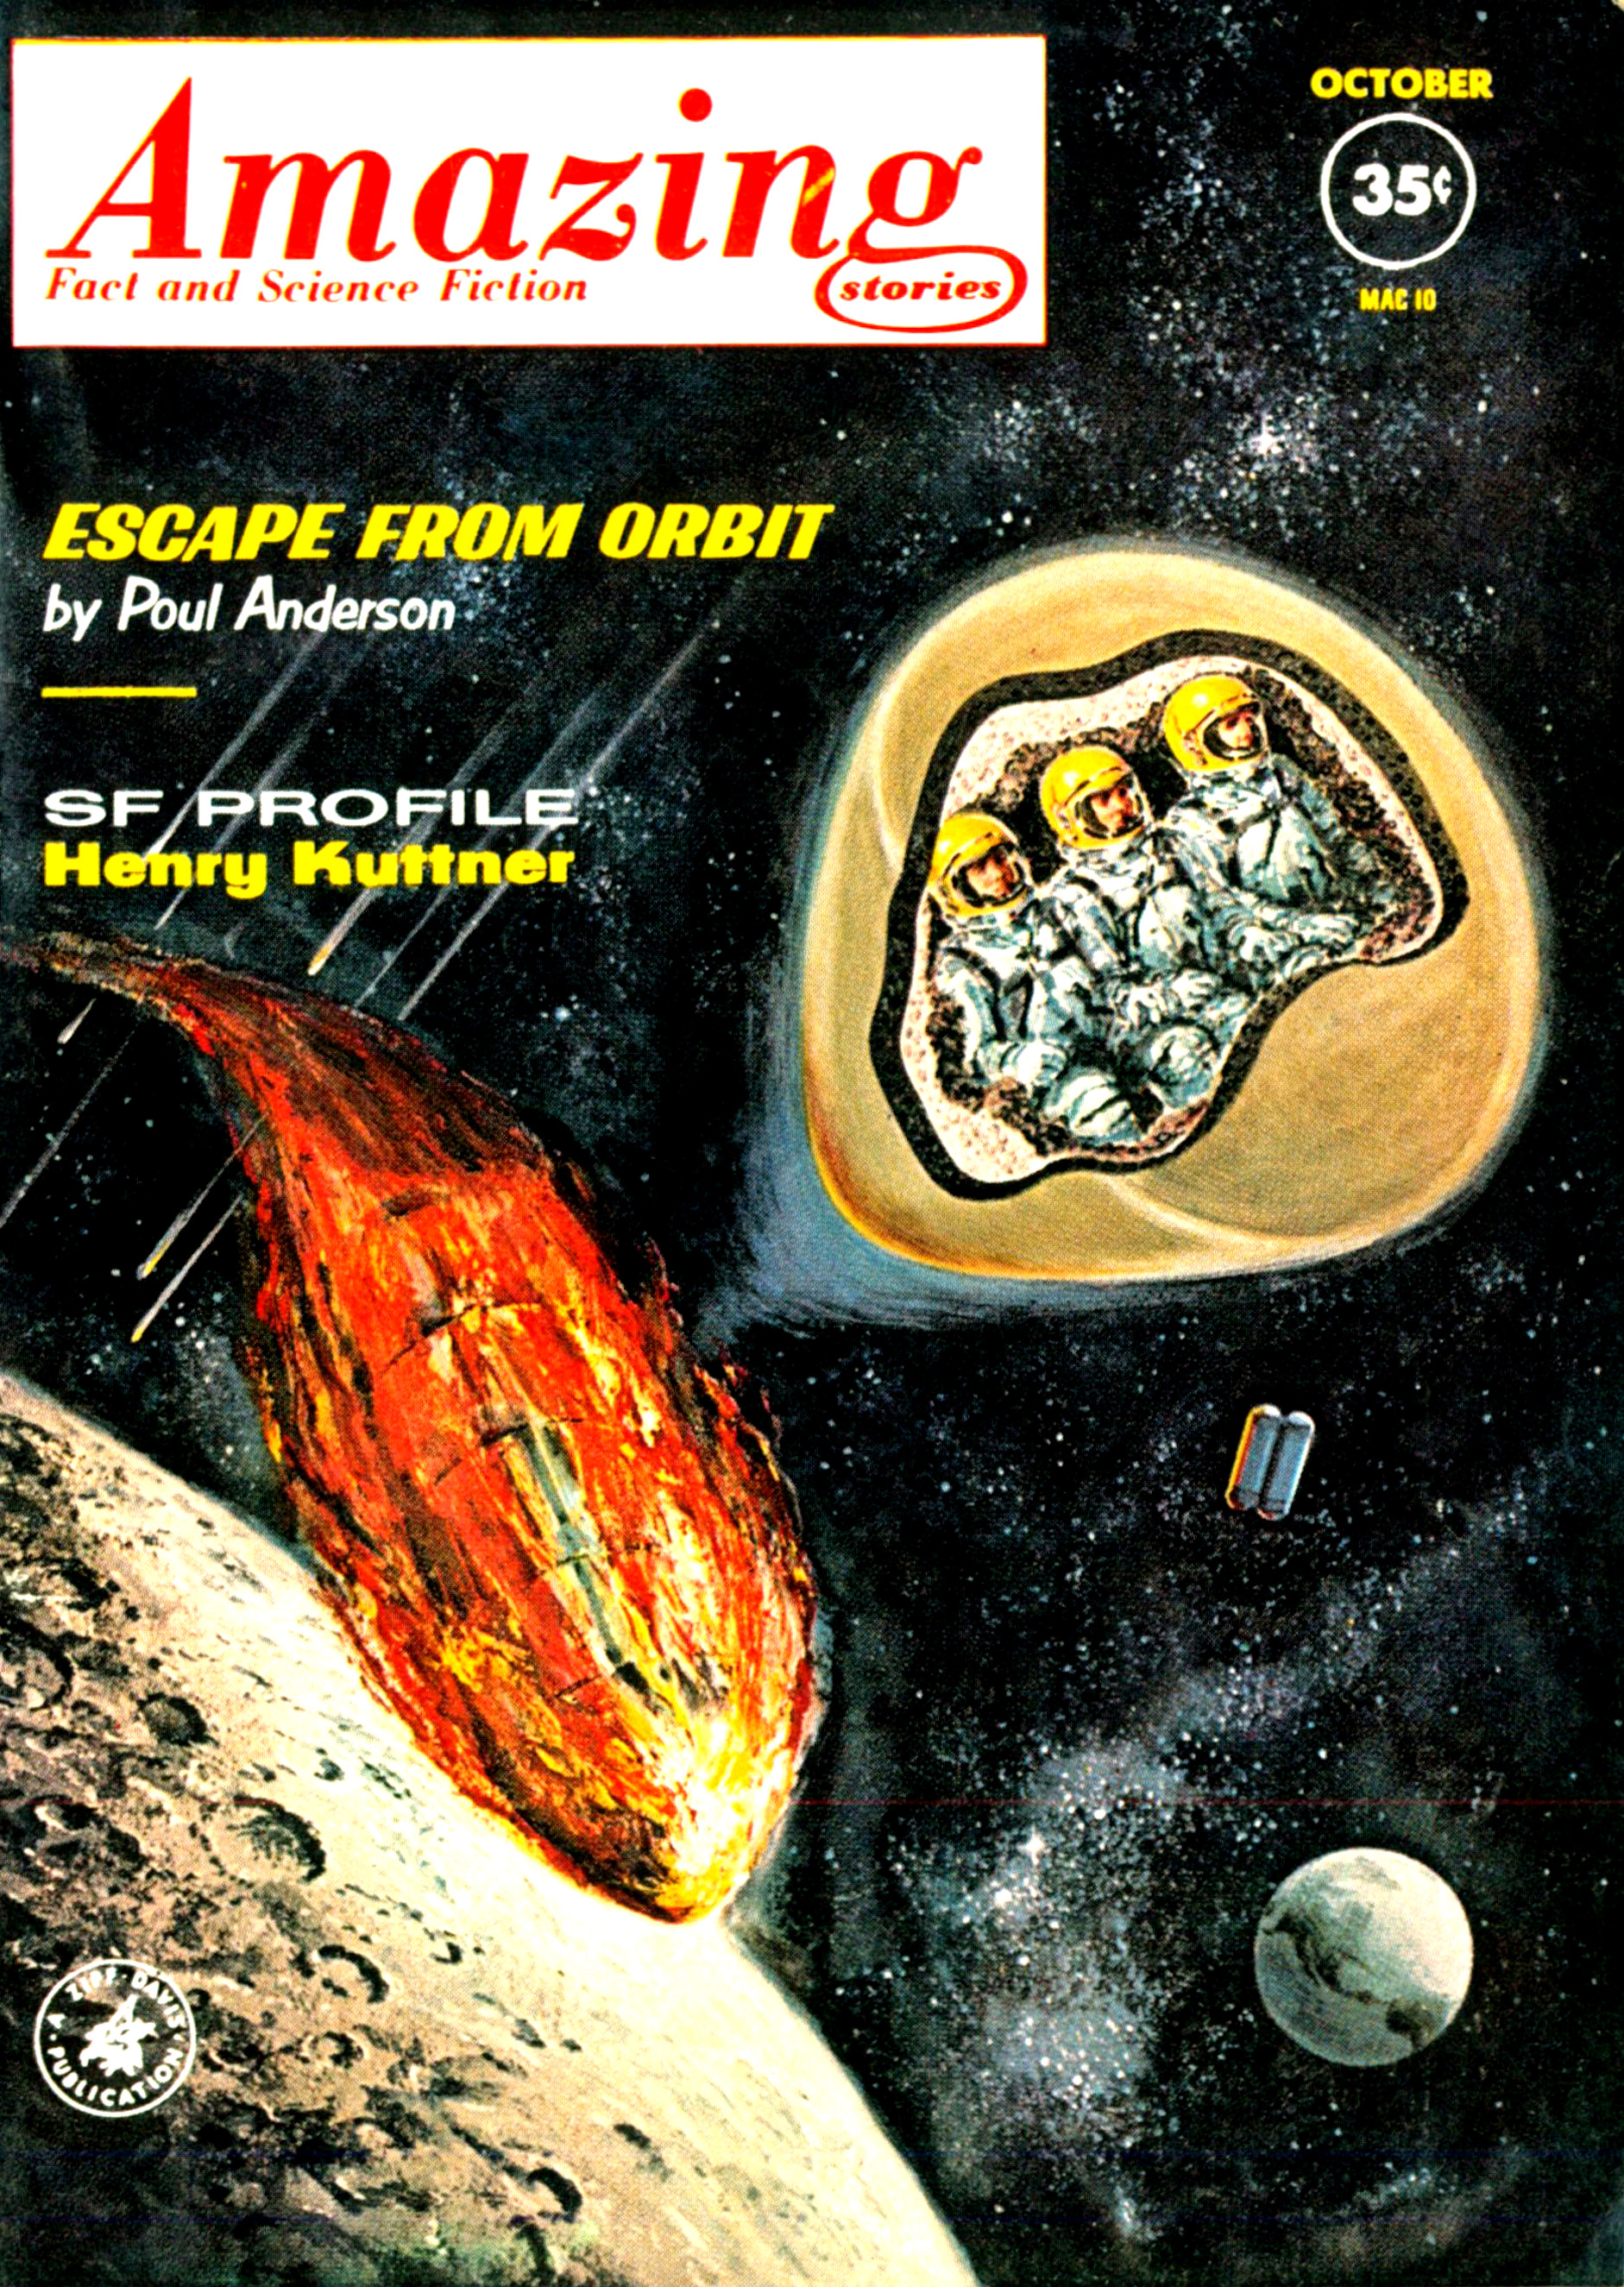 Amazing
Fact and Science Fiction
stories
OCTOBER
35¢
MAC 10
ESCAPE FROM ORBIT
by Poul Anderson
SF PROFILE
Henry Kuttner
A ZIFF-DAVIS PUBLICATION